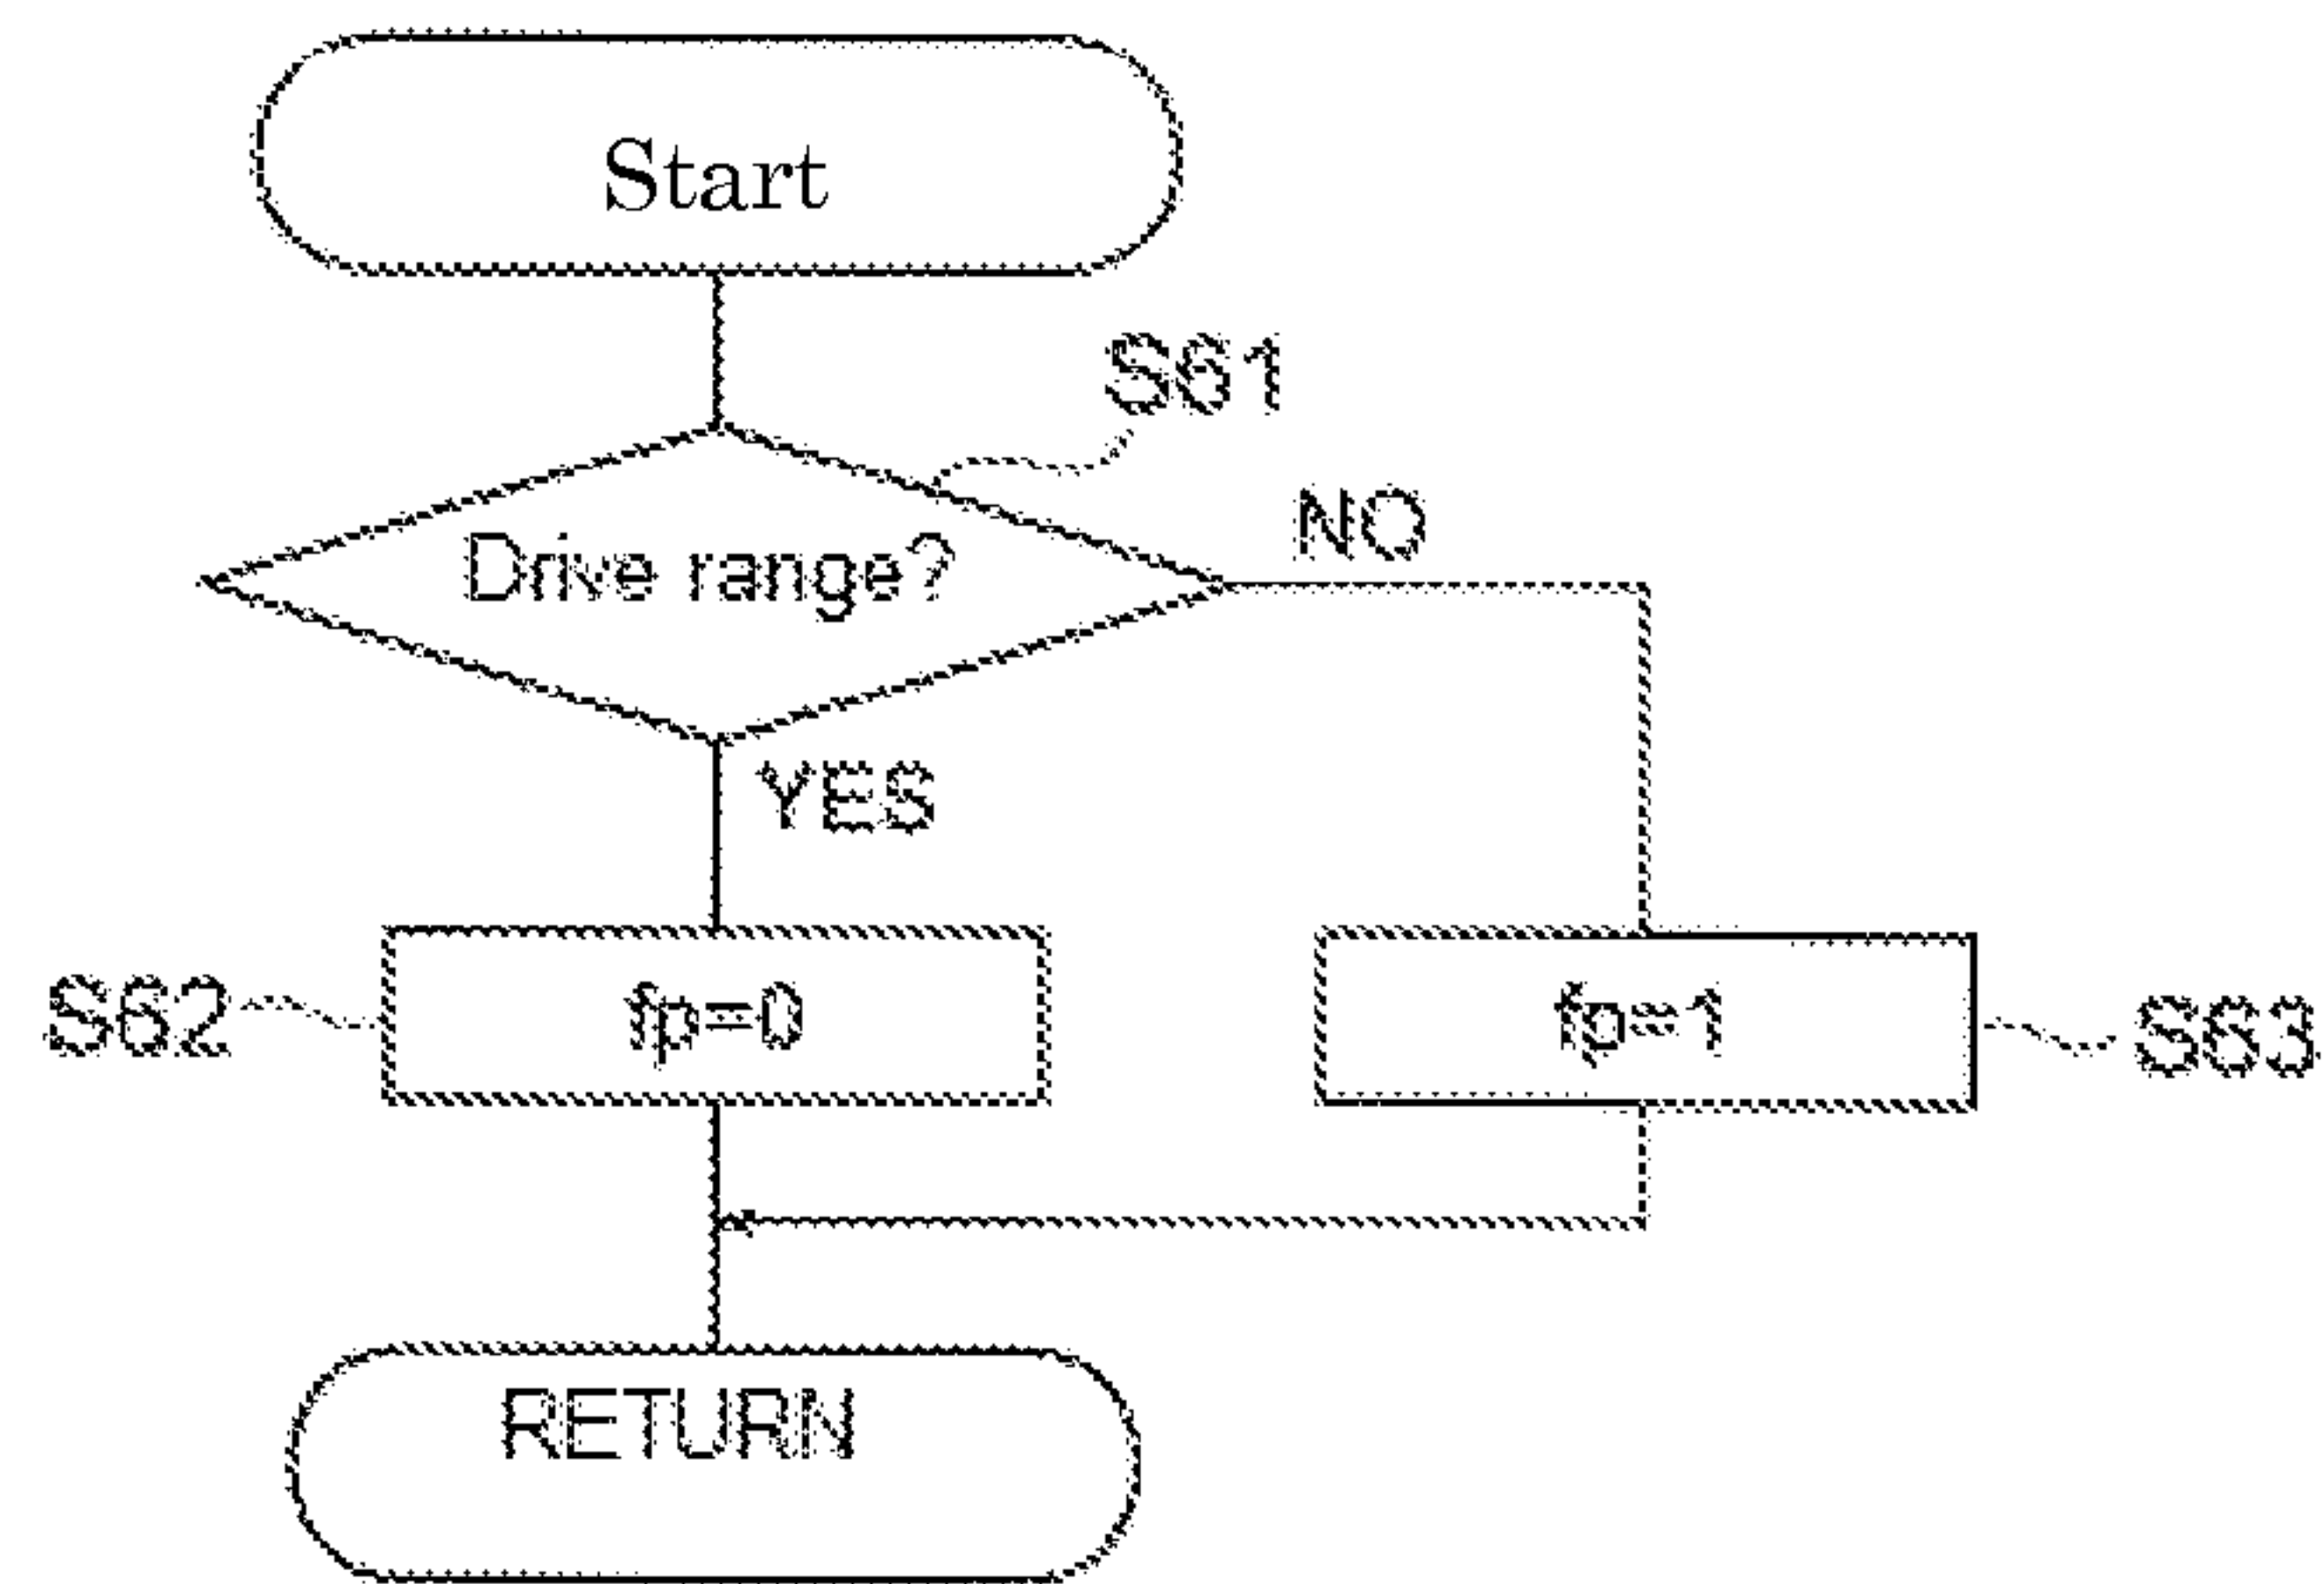 Start
S61
Drive range?
NO
YES
S62
fp=0
fp=1
S63
RETURN